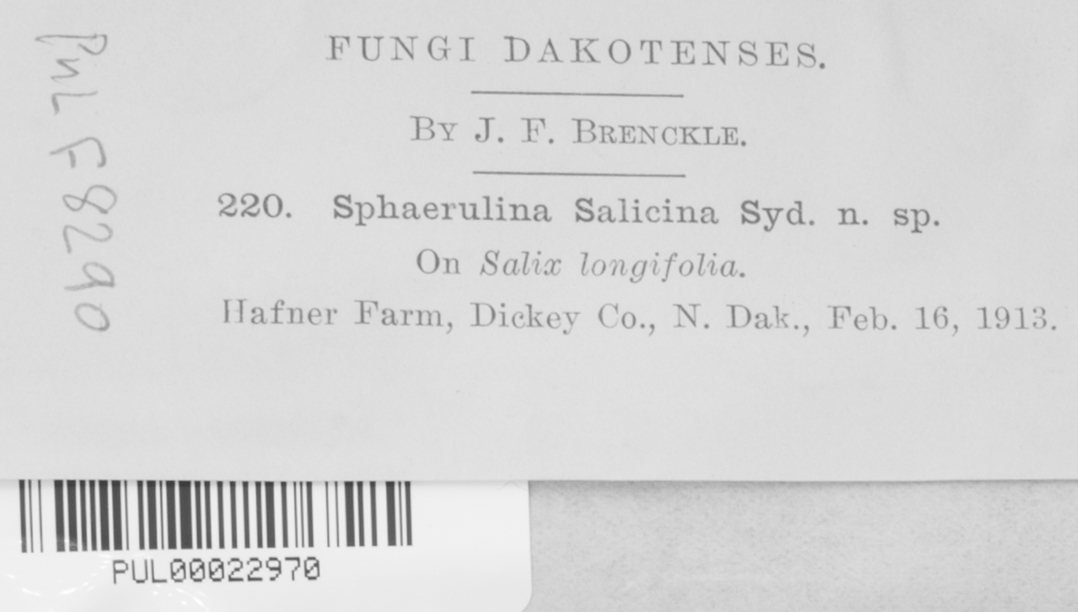 FUNGI DAKOTENSES.
BY J. F. BRENCKLE.
220. Sphaerulina Salicina Syd. n. sp.
On Salix longifolia.
Hafner Farm, Dickey Co., N. Dak., Feb. 16, 1913.
PUL F8290
PUL00022970